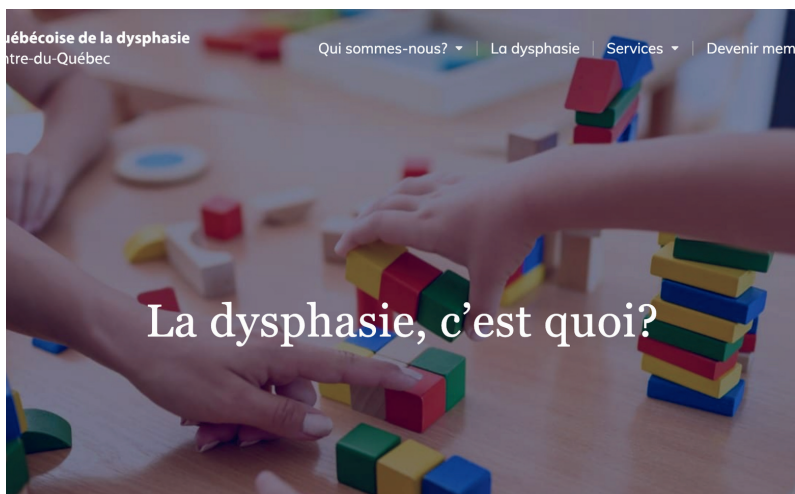 uébécoise de la dysphasie
ntre-du-Québec
Qui sommes-nous? | La dysphasie | Services | Devenir mem
La dysphasie, c’est quoi?